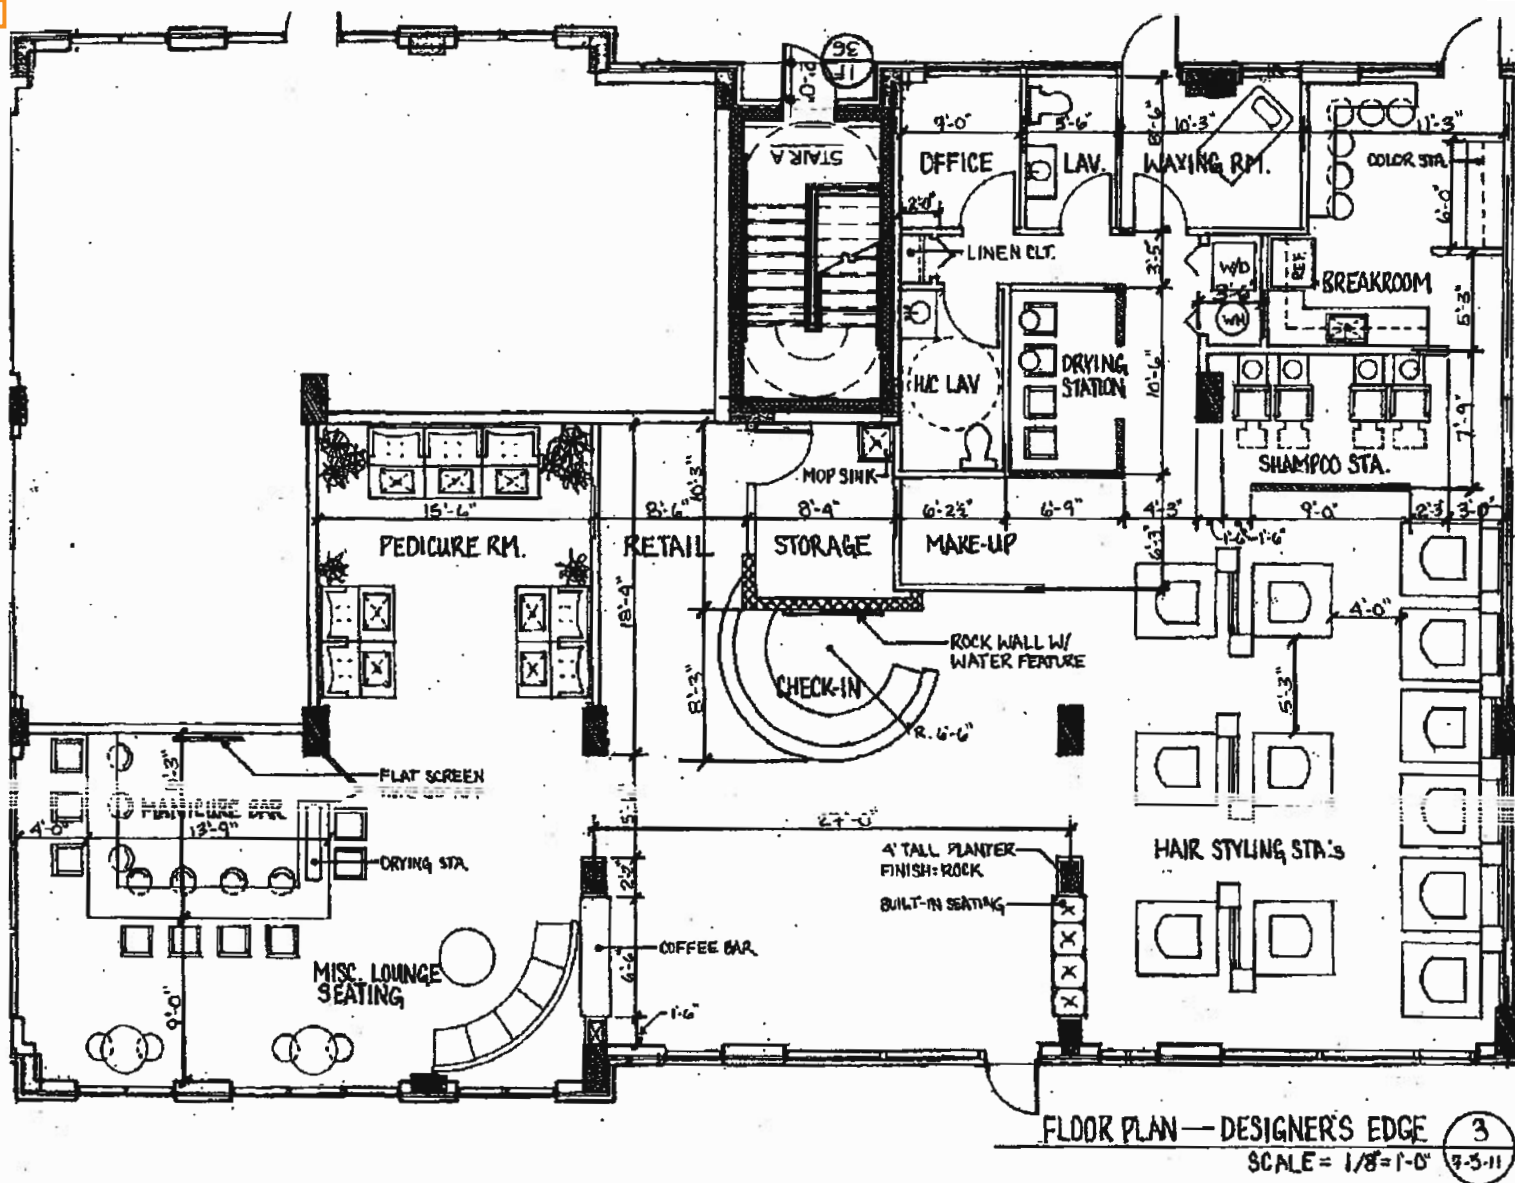 1F
36
STAIR A
9'-0"
5'-6"
8'-6"
10'-3"
11'-3"
OFFICE
LAV.
WAXING RM.
COLOR STA.
6'-0"
2'-0"
LINEN CLT.
3'-5"
W/D
REF.
BREAKROOM
WH
5'-3"
H/C LAV
DRYING
STATION
10'-6"
7'-9"
SHAMPOO STA.
MOP SINK
10'-3"
15'-6"
8'-6"
8'-4"
6'-2½"
6'-9"
4'-3"
1'-6"
1'-6"
9'-0"
2'-3"
3'-0"
PEDICURE RM.
RETAIL
STORAGE
MAKE-UP
6'-3"
18'-4"
4'-0"
ROCK WALL W/
WATER FEATURE
8'-3"
CHECK-IN
5'-3"
R. 6'-6"
FLAT SCREEN
MANICURE BAR
4'-0"
13'-9"
27'-0"
DRYING STA.
4' TALL PLANTER
FINISH: ROCK
HAIR STYLING STA.'s
2'-2"
BUILT-IN SEATING
COFFEE BAR
6'-6"
MISC. LOUNGE
SEATING
9'-0"
1'-6"
FLOOR PLAN — DESIGNER'S EDGE
3
SCALE = 1/8"=1'-0"
7-5-11